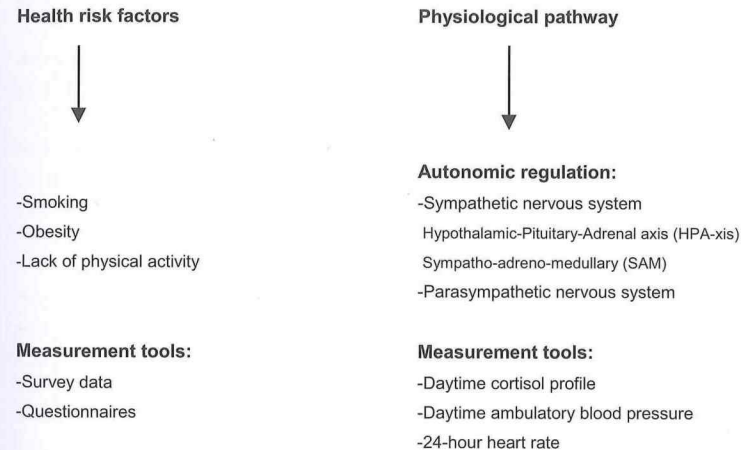 Health risk factors
-Smoking
-Obesity
-Lack of physical activity
Measurement tools:
-Survey data
-Questionnaires
Physiological pathway
Autonomic regulation:
-Sympathetic nervous system
Hypothalamic-Pituitary-Adrenal axis (HPA-xis)
Sympatho-adreno-medullary (SAM)
-Parasympathetic nervous system
Measurement tools:
-Daytime cortisol profile
-Daytime ambulatory blood pressure
-24-hour heart rate